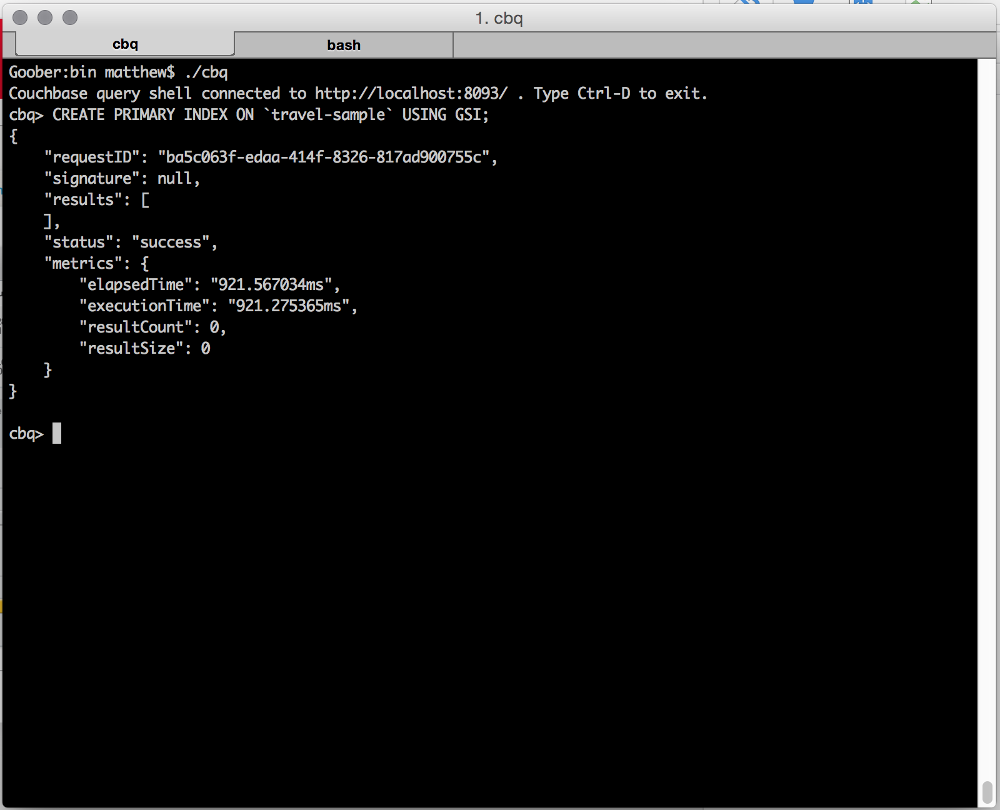 1. cbq
cbq
bash
Goober:bin matthew$ ./cbq
Couchbase query shell connected to http://localhost:8093/ . Type Ctrl-D to exit.
cbq> CREATE PRIMARY INDEX ON `travel-sample` USING GSI;
{
    "requestID": "ba5c063f-edaa-414f-8326-817ad900755c",
    "signature": null,
    "results": [
    ],
    "status": "success",
    "metrics": {
        "elapsedTime": "921.567034ms",
        "executionTime": "921.275365ms",
        "resultCount": 0,
        "resultSize": 0
    }
}
cbq>